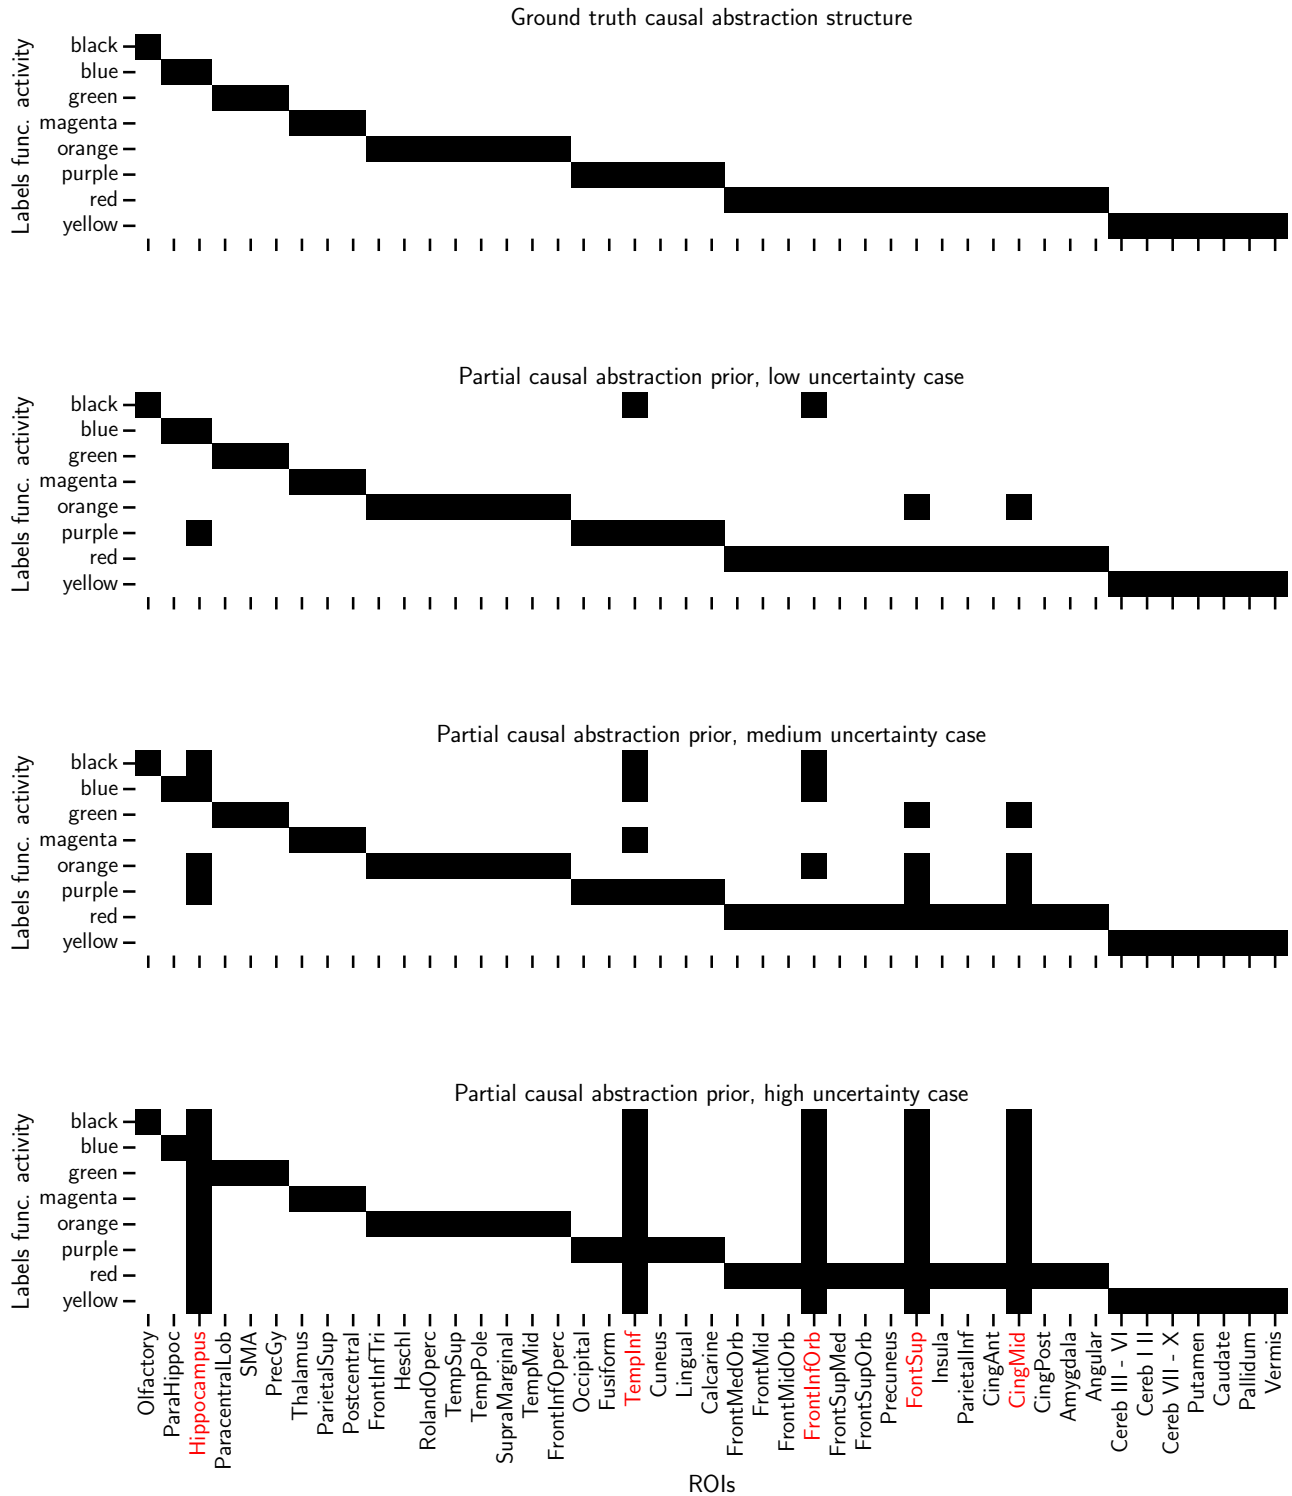 Ground truth causal abstraction structure
Labels func. activity
black
blue
green
magenta
orange
purple
red
yellow
Partial causal abstraction prior, low uncertainty case
Labels func. activity
black
blue
green
magenta
orange
purple
red
yellow
Partial causal abstraction prior, medium uncertainty case
Labels func. activity
black
blue
green
magenta
orange
purple
red
yellow
Partial causal abstraction prior, high uncertainty case
Labels func. activity
black
blue
green
magenta
orange
purple
red
yellow
Olfactory
ParaHippoc
Hippocampus
ParacentralLob
SMA
PrecGy
Thalamus
ParietalSup
Postcentral
FrontInfTri
Heschl
RolandOperc
TempSup
TempPole
SupraMarginal
TempMid
FrontInfOperc
Occipital
Fusiform
TempInf
Cuneus
Lingual
Calcarine
FrontMedOrb
FrontMid
FrontMidOrb
FrontInfOrb
FrontSupMed
FrontSupOrb
Precuneus
FontSup
Insula
ParietalInf
CingAnt
CingMid
CingPost
Amygdala
Angular
Cereb III - VI
Cereb I II
Cereb VII - X
Putamen
Caudate
Pallidum
Vermis
ROIs